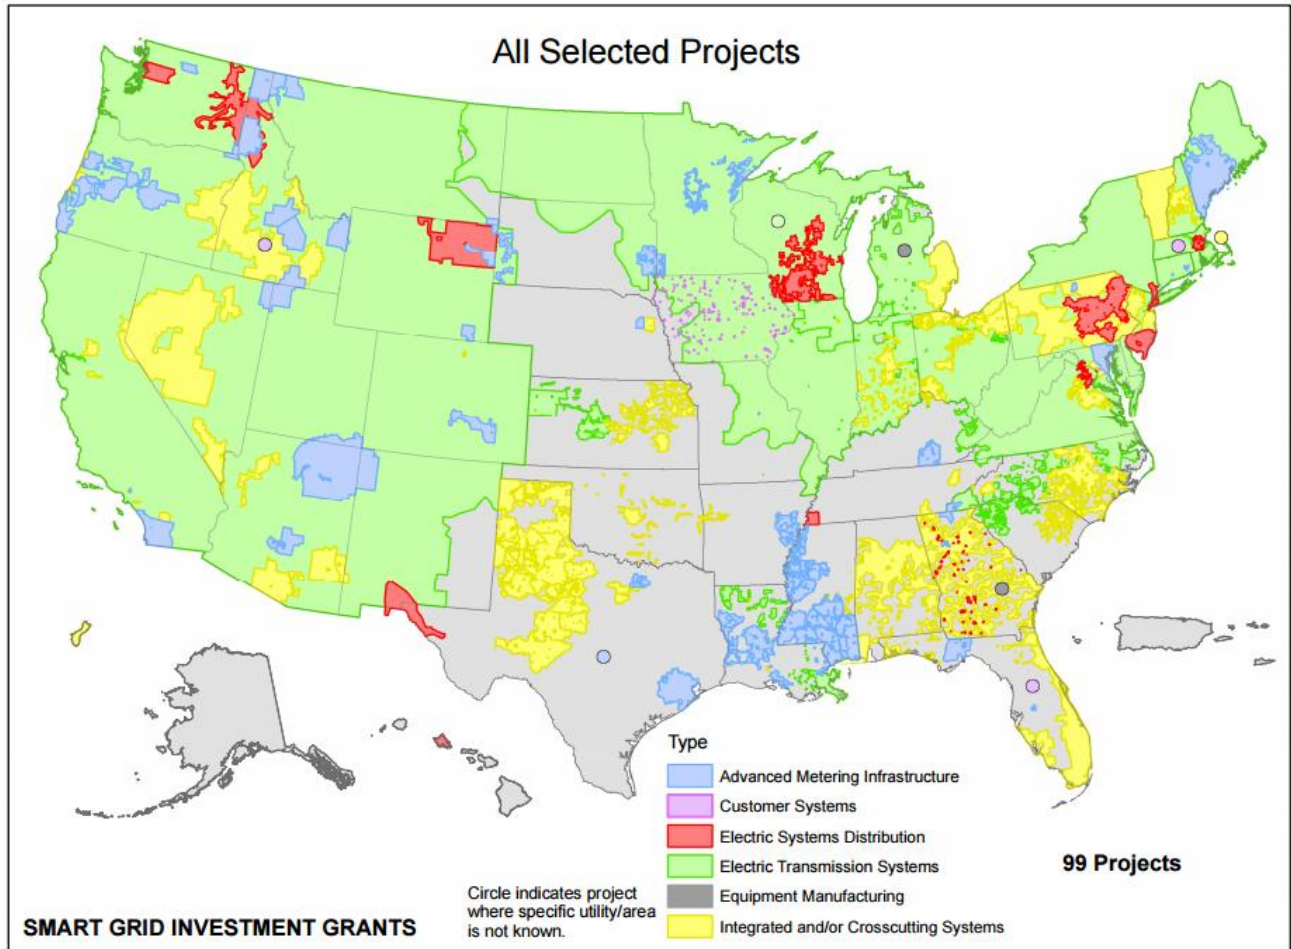 All Selected Projects
Type
Advanced Metering Infrastructure
Customer Systems
Electric Systems Distribution
Electric Transmission Systems
Equipment Manufacturing
Integrated and/or Crosscutting Systems
99 Projects
Circle indicates project
where specific utility/area
is not known.
SMART GRID INVESTMENT GRANTS